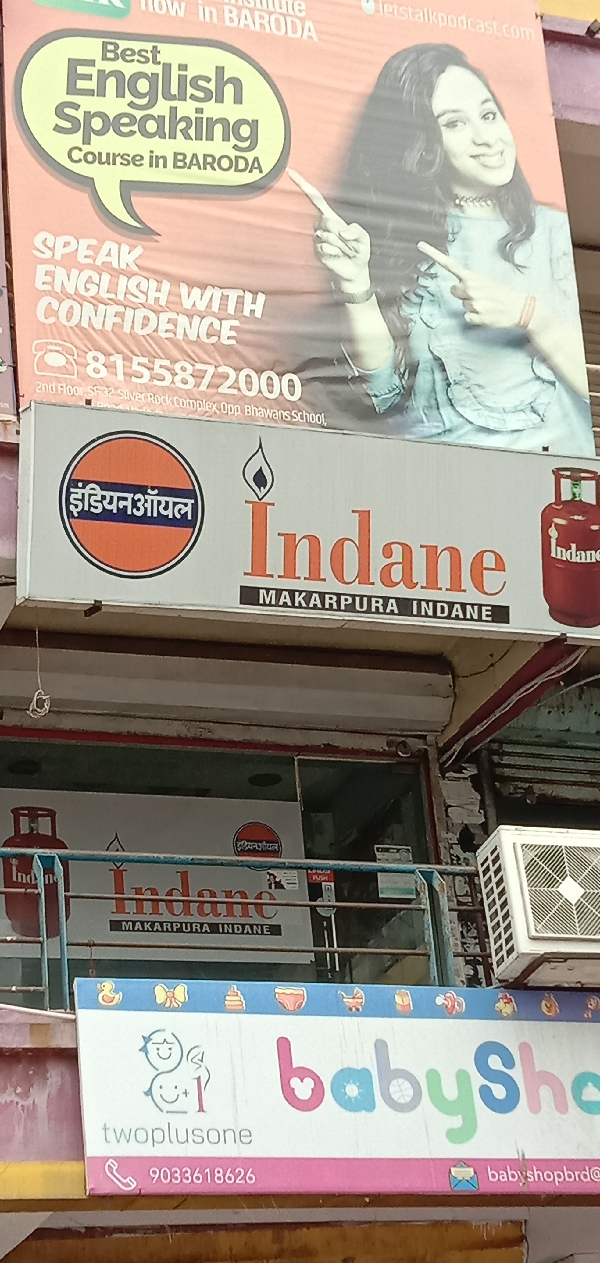 now in BARODA
letstalkpodcast.com
Best
English
Speaking
Course in BARODA
SPEAK
ENGLISH WITH
CONFIDENCE
8155872000
2nd Floor, SF-32, Silver Rock Complex, Opp. Bhawans School,
इंडियनऑयल
Indane
MAKARPURA INDANE
Indane
Indane
इंडियनऑयल
Indane
MAKARPURA INDANE
PUSH
twoplusone
babySho
9033618626
babyshopbrd@